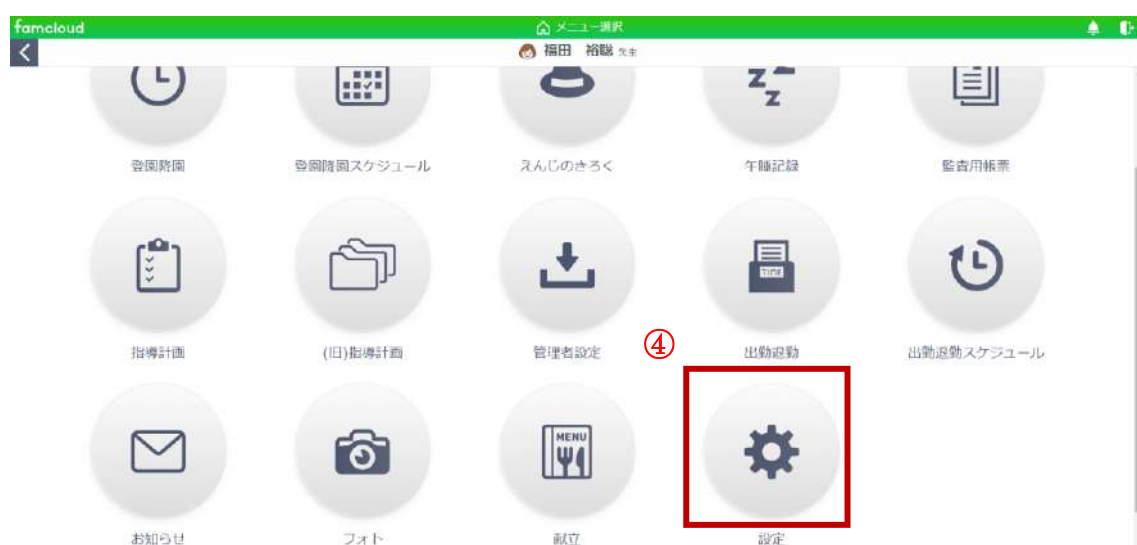 famcloud
メニュー選択
福田 裕聡 先生
登園降園
登園降園スケジュール
えんじのきろく
午睡記録
監査用帳票
指導計画
(旧)指導計画
管理者設定
④
TIME
出勤退勤
出勤退勤スケジュール
お知らせ
フォト
MENU
献立
設定